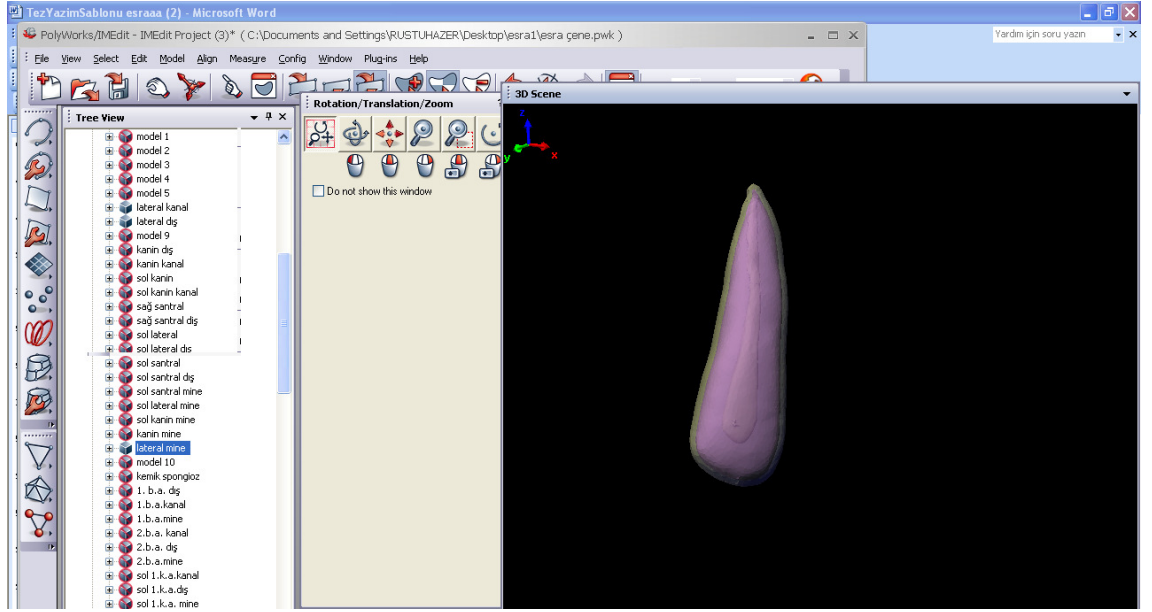 TezYazimSablonu esraaa (2) - Microsoft Word
PolyWorks/IMEdit - IMEdit Project (3)* ( C:\Documents and Settings\RUSTUHAZER\Desktop\esra1\esra çene.pwk )
Yardım için soru yazın
File View Select Edit Model Align Measure Config Window Plug-ins Help
Rotation/Translation/Zoom
3D Scene
Tree View
model 1
model 2
model 3
model 4
model 5
lateral kanal
lateral dış
model 9
kanin dış
kanin kanal
sol kanin
sol kanin kanal
sağ santral
sağ santral diş
sol lateral
sol lateral dıs
sol santral
sol santral dış
sol santral mine
sol lateral mine
sol kanin mine
kanin mine
lateral mine
model 10
kemik spongioz
1. b.a. dış
1.b.a.kanal
1.b.a.mine
2.b.a. kanal
2.b.a. dış
2.b.a.mine
sol 1.k.a.kanal
sol 1.k.a.dış
sol 1.k.a. mine
Do not show this window
z
y
x